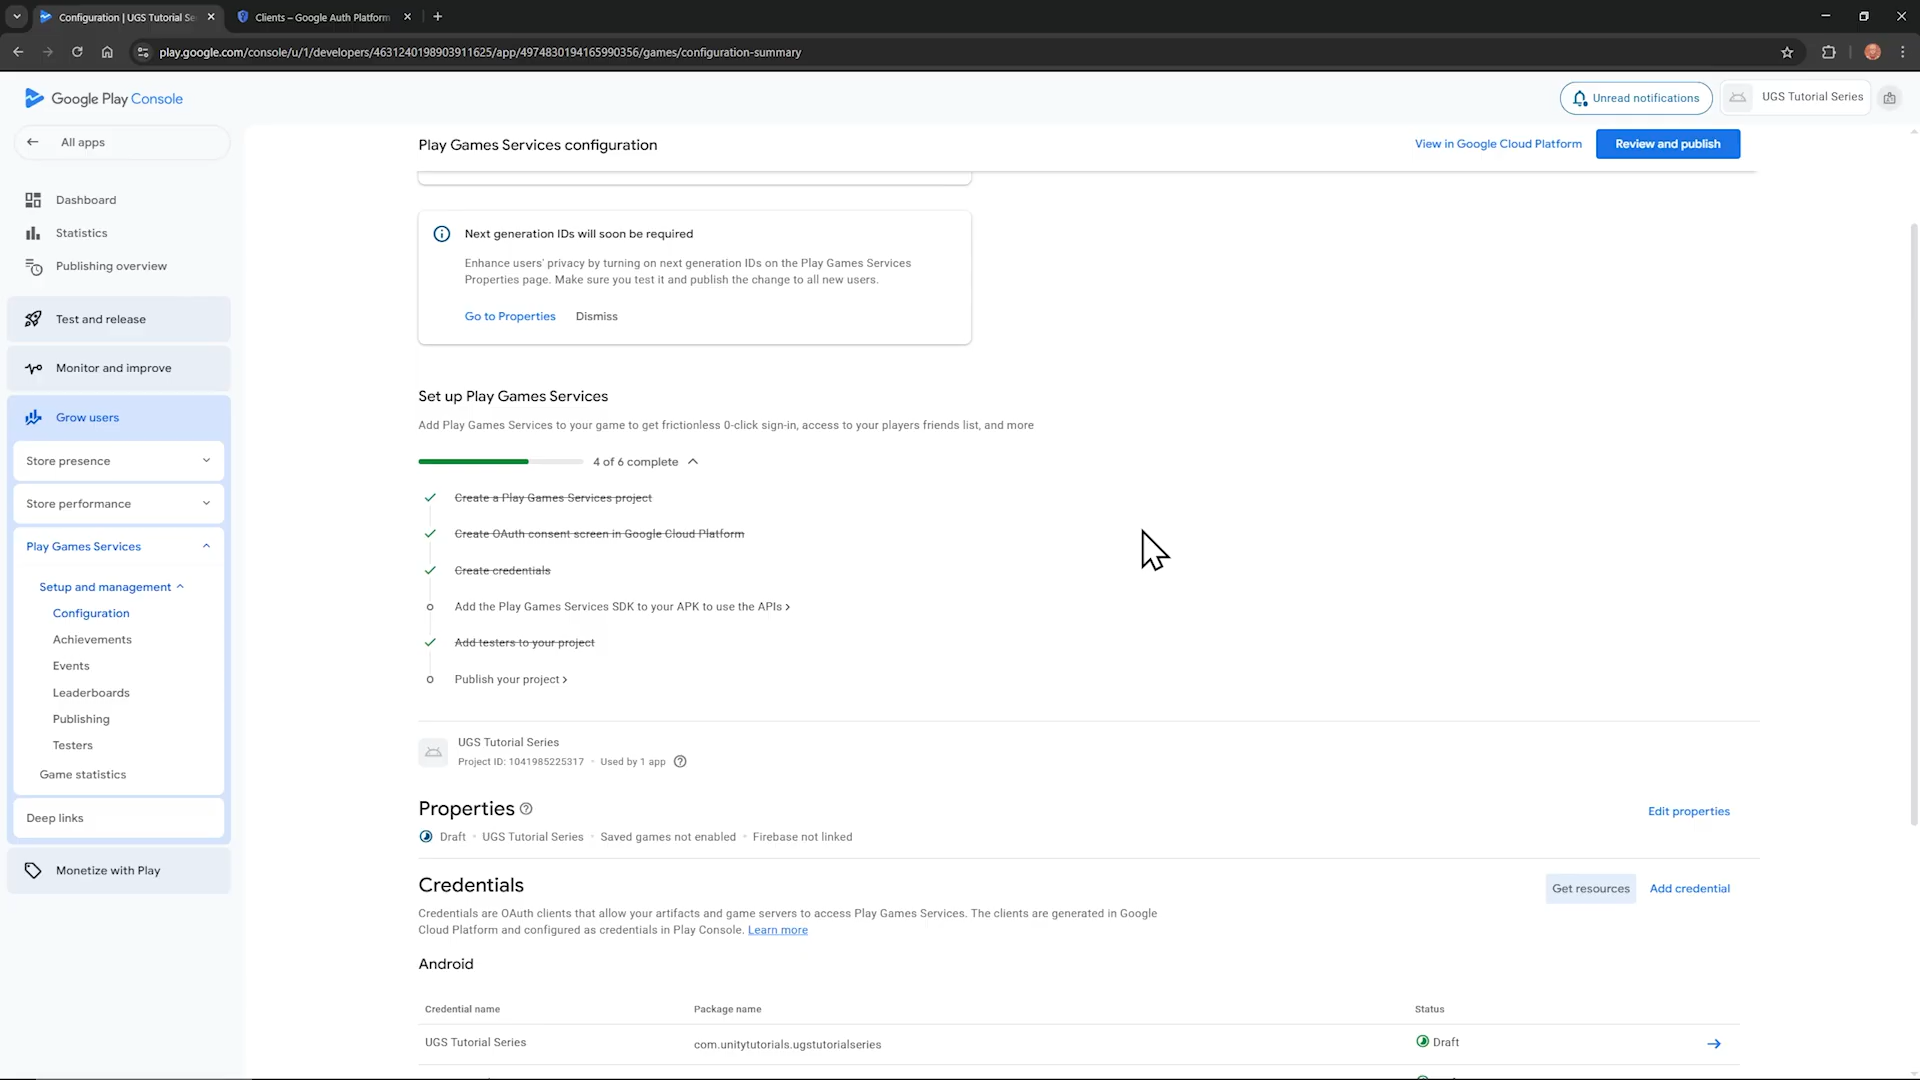 Configuration | UGS Tutorial Se
Clients – Google Auth Platform
play.google.com/console/u/1/developers/4631240198903911625/app/4974830194165990356/games/configuration-summary
Google Play Console
Unread notifications
UGS Tutorial Series
All apps
Play Games Services configuration
View in Google Cloud Platform
Review and publish
Dashboard
Statistics
Publishing overview
Test and release
Monitor and improve
Grow users
Store presence
Store performance
Play Games Services
Setup and management
Configuration
Achievements
Events
Leaderboards
Publishing
Testers
Game statistics
Deep links
Monetize with Play
Next generation IDs will soon be required
Enhance users' privacy by turning on next generation IDs on the Play Games Services
Properties page. Make sure you test it and publish the change to all new users.
Go to Properties
Dismiss
Set up Play Games Services
Add Play Games Services to your game to get frictionless 0-click sign-in, access to your players friends list, and more
4 of 6 complete
Create a Play Games Services project
Create OAuth consent screen in Google Cloud Platform
Create credentials
Add the Play Games Services SDK to your APK to use the APIs
Add testers to your project
Publish your project
UGS Tutorial Series
Project ID: 1041985225317 • Used by 1 app
Properties
Edit properties
Draft • UGS Tutorial Series • Saved games not enabled • Firebase not linked
Credentials
Get resources
Add credential
Credentials are OAuth clients that allow your artifacts and game servers to access Play Games Services. The clients are generated in Google
Cloud Platform and configured as credentials in Play Console. Learn more
Android
Credential name Package name Status
UGS Tutorial Series com.unitytutorials.ugstutorialseries Draft